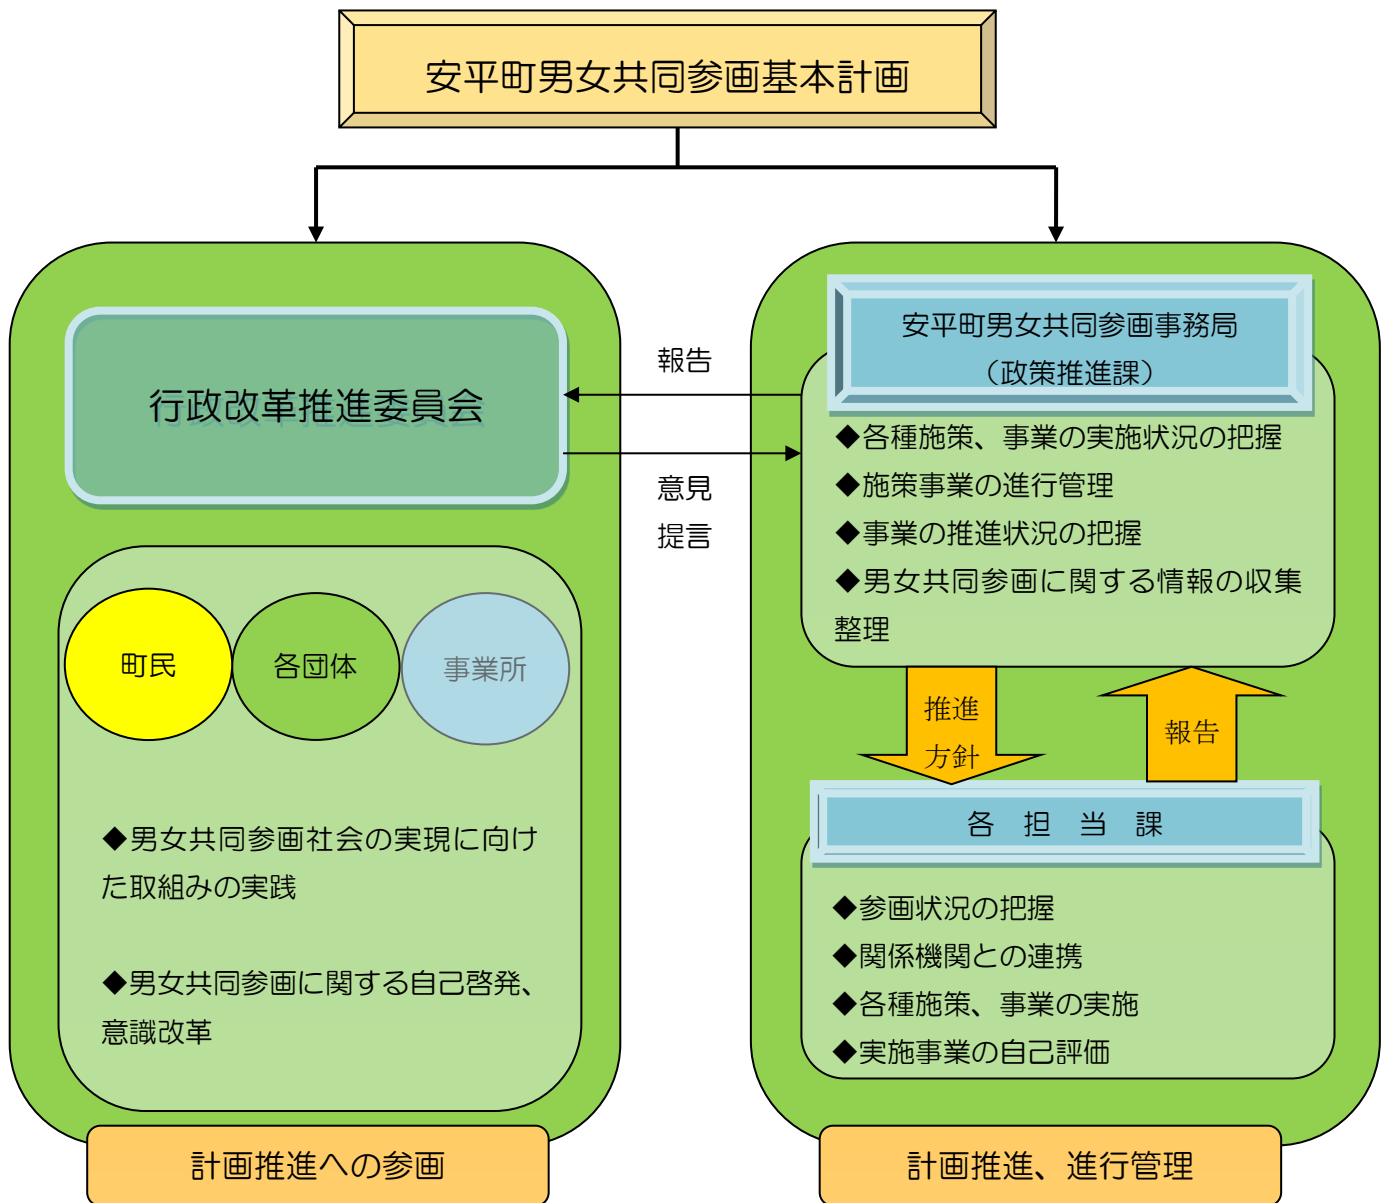 安平町男女共同参画基本計画
行政改革推進委員会
町民
各団体
事業所
◆男女共同参画社会の実現に向け
た取組みの実践
◆男女共同参画に関する自己啓発、
意識改革
計画推進への参画
報告
意見
提言
安平町男女共同参画事務局
（政策推進課）
◆各種施策、事業の実施状況の把握
◆施策事業の進行管理
◆事業の推進状況の把握
◆男女共同参画に関する情報の収集
整理
推進
方針
報告
各　担　当　課
◆参画状況の把握
◆関係機関との連携
◆各種施策、事業の実施
◆実施事業の自己評価
計画推進、進行管理